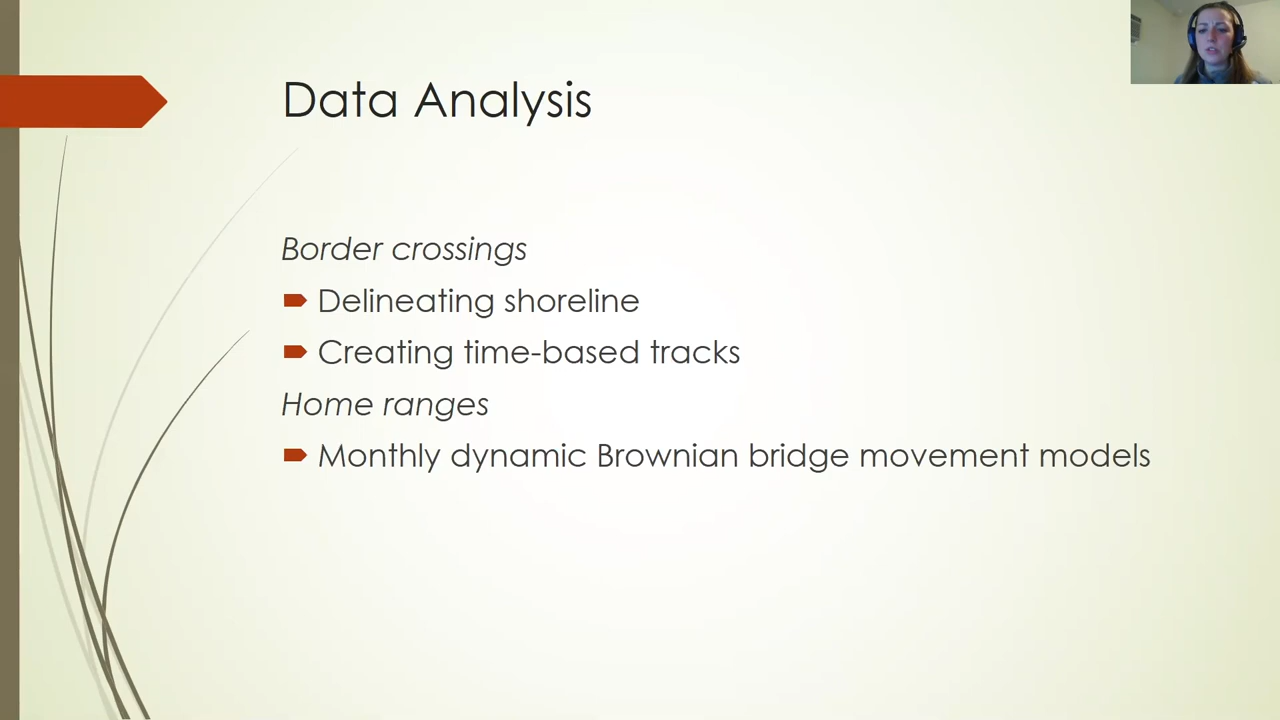 Data Analysis
Border crossings
Delineating shoreline
Creating time-based tracks
Home ranges
Monthly dynamic Brownian bridge movement models